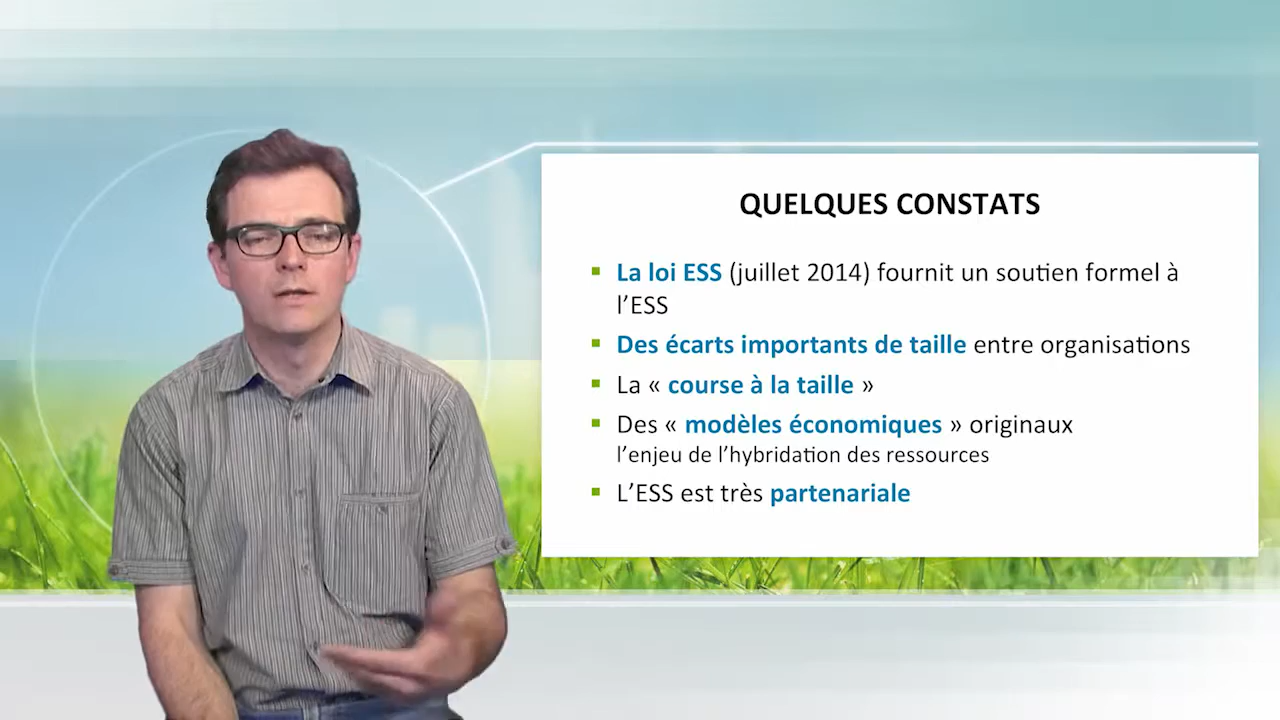 QUELQUES CONSTATS
La loi ESS (juillet 2014) fournit un soutien formel à
l’ESS
Des écarts importants de taille entre organisations
La « course à la taille »
Des « modèles économiques » originaux
l’enjeu de l’hybridation des ressources
L’ESS est très partenariale